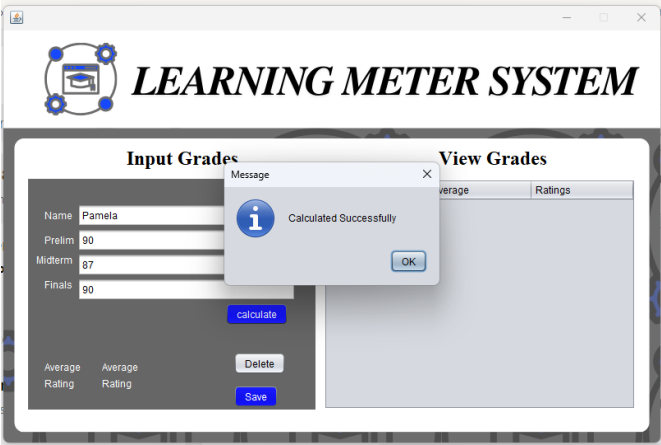 LEARNING METER SYSTEM
Input Grades
View Grades
Message
Calculated Successfully
OK
Name Pamela
Prelim 90
Midterm 87
Finals 90
calculate
Average Average
Rating Rating
Delete
Save
Ratings